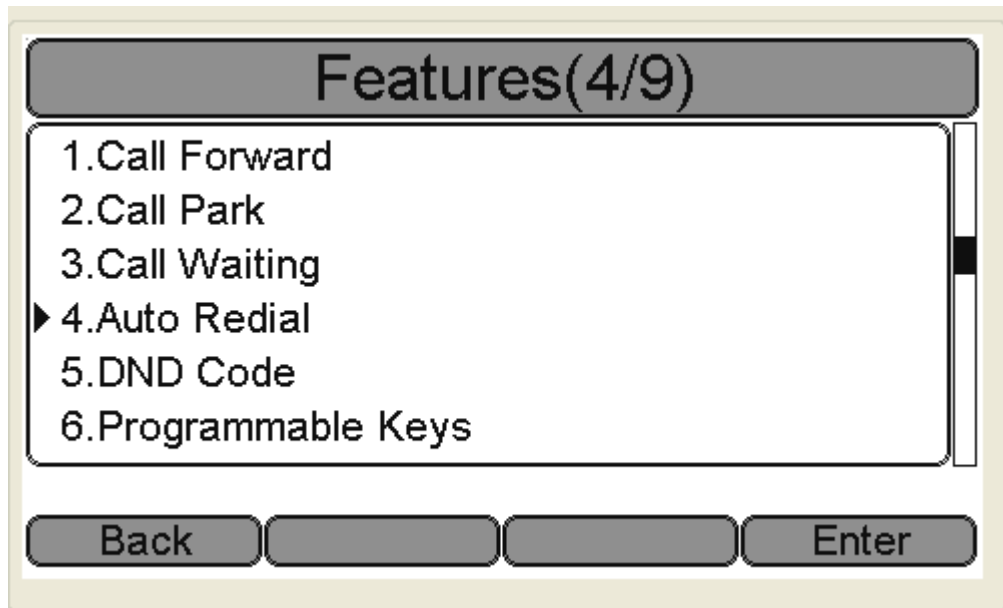 Features(4/9)
1.Call Forward
2.Call Park
3.Call Waiting
4.Auto Redial
5.DND Code
6.Programmable Keys
Back Enter